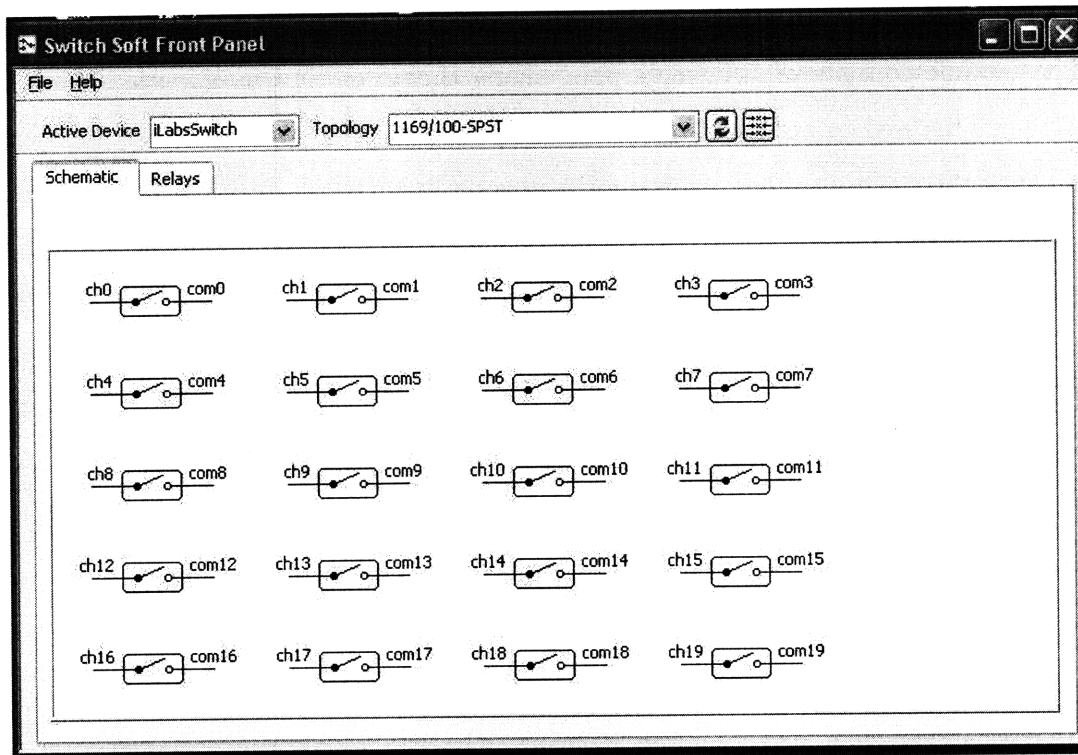 Switch Soft Front Panel
File Help
Active Device iLabsSwitch Topology 1169/100-SPST
Schematic Relays
ch0 com0 ch1 com1 ch2 com2 ch3 com3
ch4 com4 ch5 com5 ch6 com6 ch7 com7
ch8 com8 ch9 com9 ch10 com10 ch11 com11
ch12 com12 ch13 com13 ch14 com14 ch15 com15
ch16 com16 ch17 com17 ch18 com18 ch19 com19